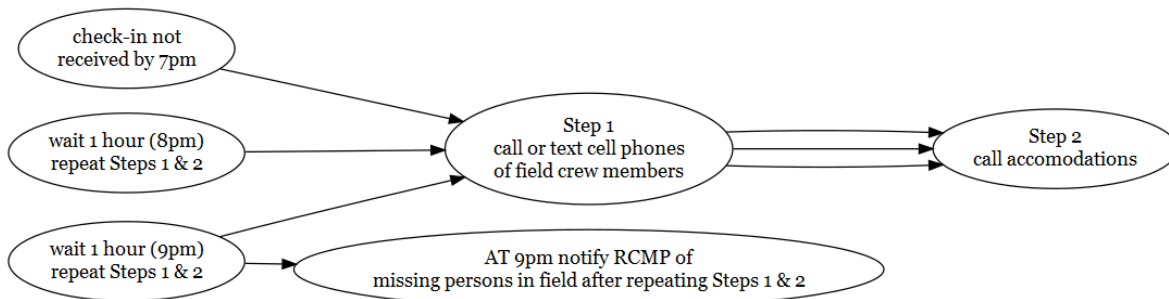 check-in not
received by 7pm
wait 1 hour (8pm)
repeat Steps 1 & 2
wait 1 hour (9pm)
repeat Steps 1 & 2
Step 1
call or text cell phones
of field crew members
Step 2
call accomodations
AT 9pm notify RCMP of
missing persons in field after repeating Steps 1 & 2